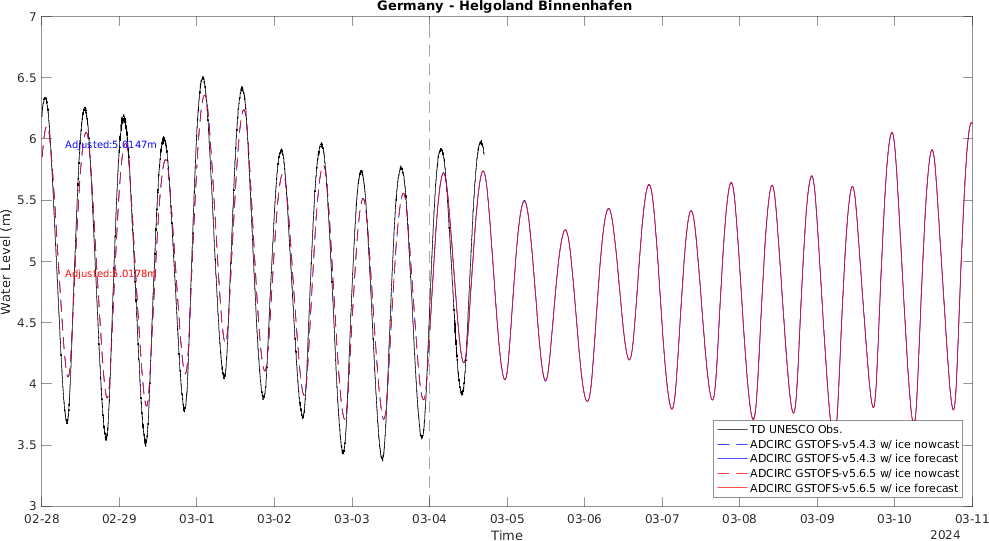 Germany - Helgoland Binnenhafen
7
6.5
6
Adjusted:5.0147m
5.5
5
Adjusted:5.0178m
Water Level (m)
4.5
4
3.5
3
TD UNESCO Obs.
ADCIRC GSTOFS-v5.4.3 w/ ice nowcast
ADCIRC GSTOFS-v5.4.3 w/ ice forecast
ADCIRC GSTOFS-v5.6.5 w/ ice nowcast
ADCIRC GSTOFS-v5.6.5 w/ ice forecast
02-28 02-29 03-01 03-02 03-03 03-04 03-05 03-06 03-07 03-08 03-09 03-10 03-11
Time
2024